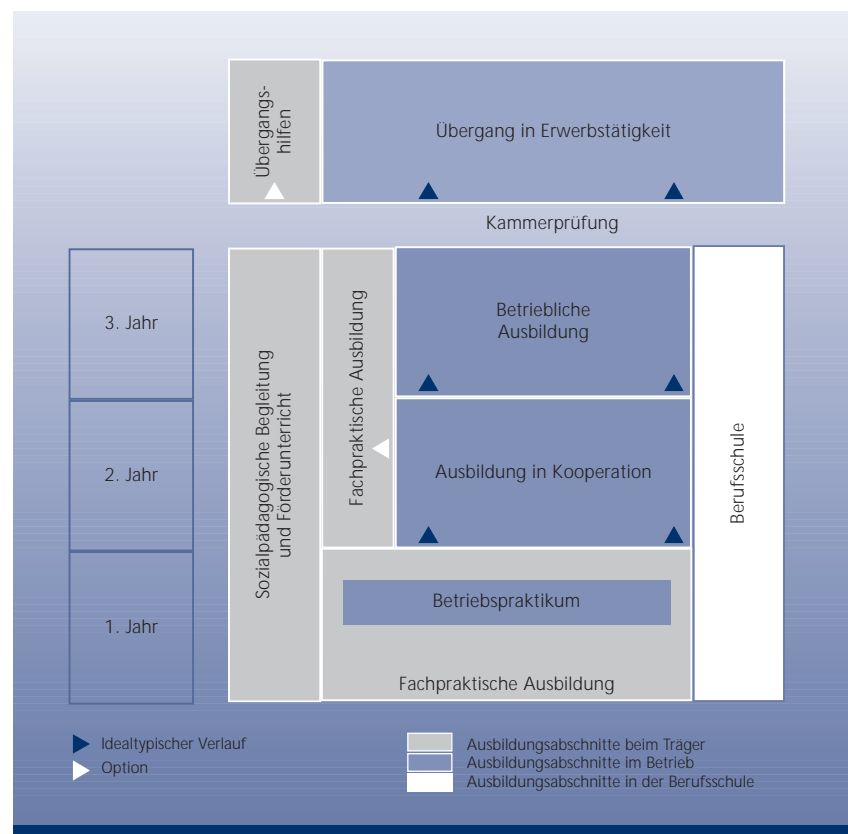 Übergangs-
hilfen
Übergang in Erwerbstätigkeit
Kammerprüfung
3. Jahr
2. Jahr
1. Jahr
Sozialpädagogische Begleitung
und Förderunterricht
Fachpraktische Ausbildung
Betriebliche
Ausbildung
Ausbildung in Kooperation
Berufsschule
Betriebspraktikum
Fachpraktische Ausbildung
Idealtypischer Verlauf
Option
Ausbildungsabschnitte beim Träger
Ausbildungsabschnitte im Betrieb
Ausbildungsabschnitte in der Berufsschule